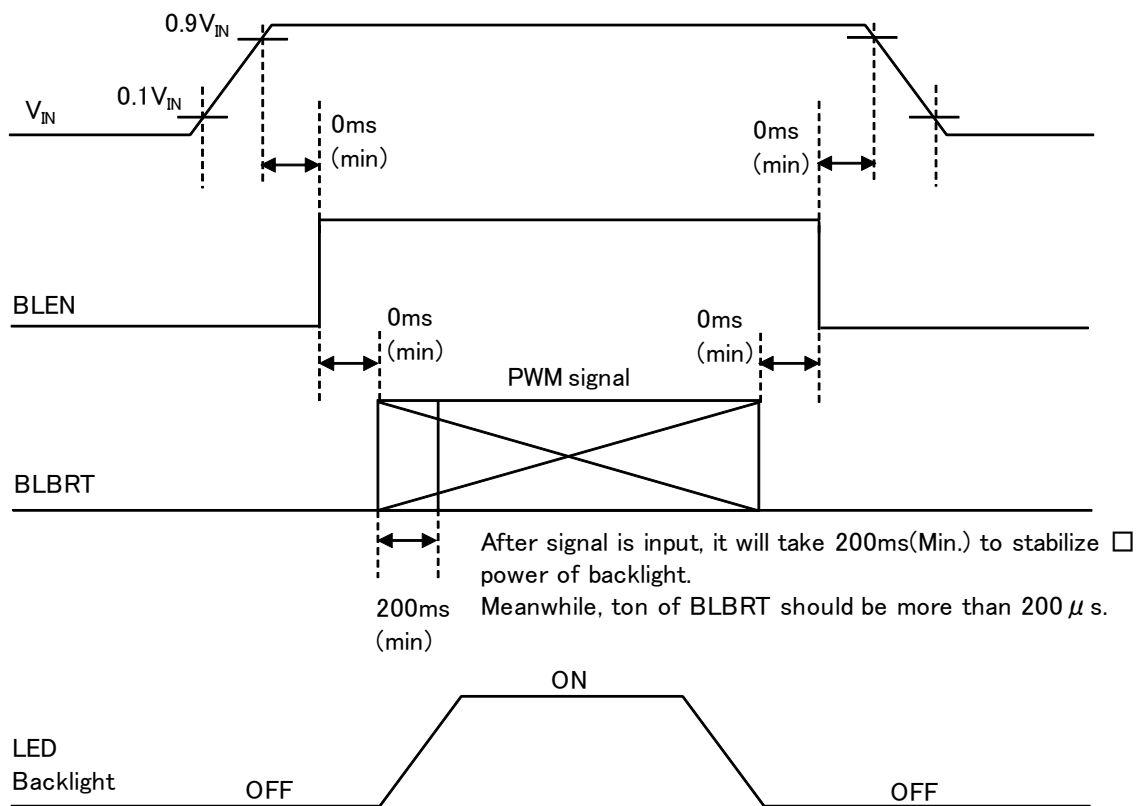 0.9VIN
0.1VIN
VIN
0ms
(min)
0ms
(min)
BLEN
0ms
(min)
0ms
(min)
PWM signal
BLBRT
After signal is input, it will take 200ms(Min.) to stabilize □
power of backlight.
Meanwhile, ton of BLBRT should be more than 200 μ s.
200ms
(min)
ON
LED
Backlight
OFF
OFF